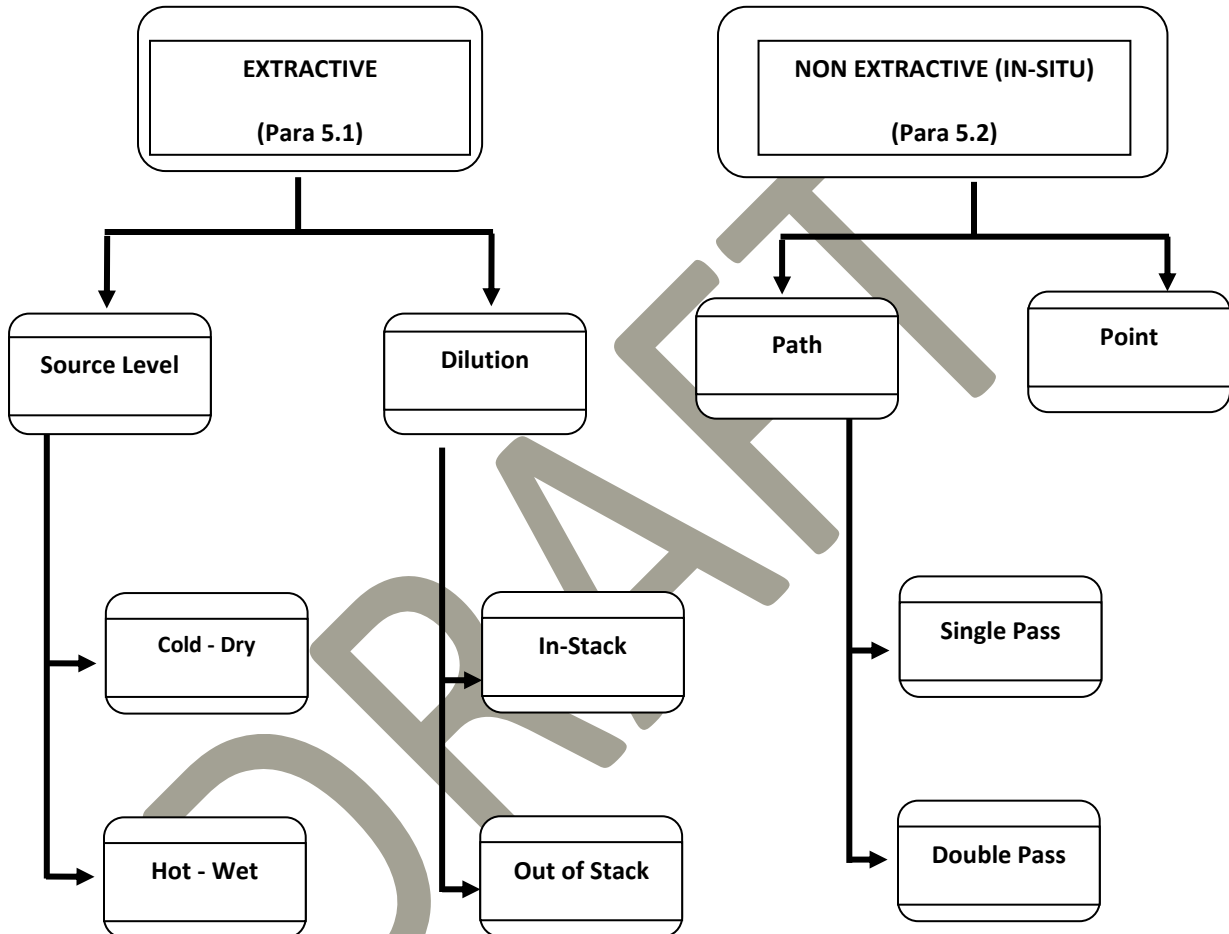 EXTRACTIVE
(Para 5.1)
NON EXTRACTIVE (IN-SITU)
(Para 5.2)
Source Level
Dilution
Path
Point
Cold - Dry
In-Stack
Single Pass
Hot - Wet
Out of Stack
Double Pass
DRAFT